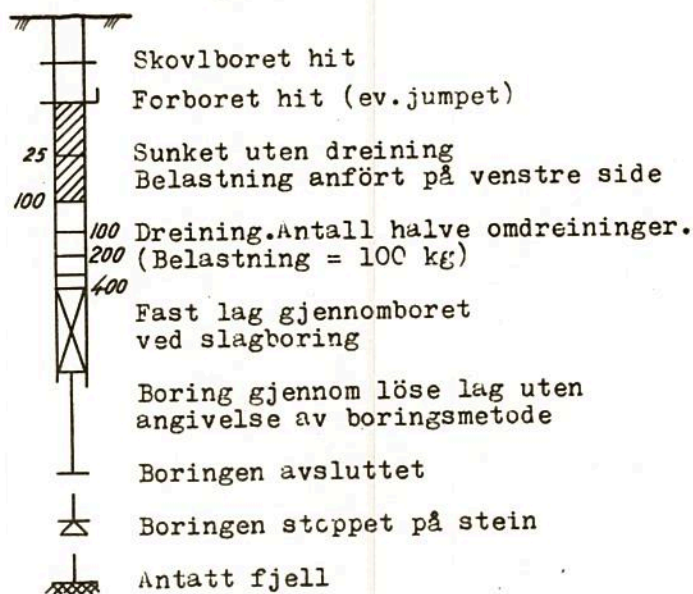 Skovlboret hit
Forboret hit (ev.jumpet)
25 Sunket uten dreining
Belastning anfört på venstre side
100
100 Dreining.Antall halve omdreininger.
200 (Belastning = 100 kg)
400
Fast lag gjennomboret
ved slagboring
Boring gjennom löse lag uten
angivelse av boringsmetode
Boringen avsluttet
Boringen stoppet på stein
Antatt fjell